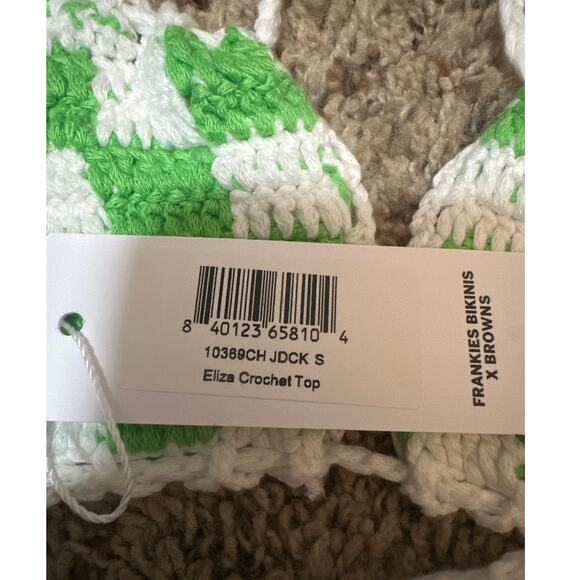 8 40123 65810 4
10369CH JDCK S
Eliza Crochet Top
FRANKIES BIKINIS
X BROWNS